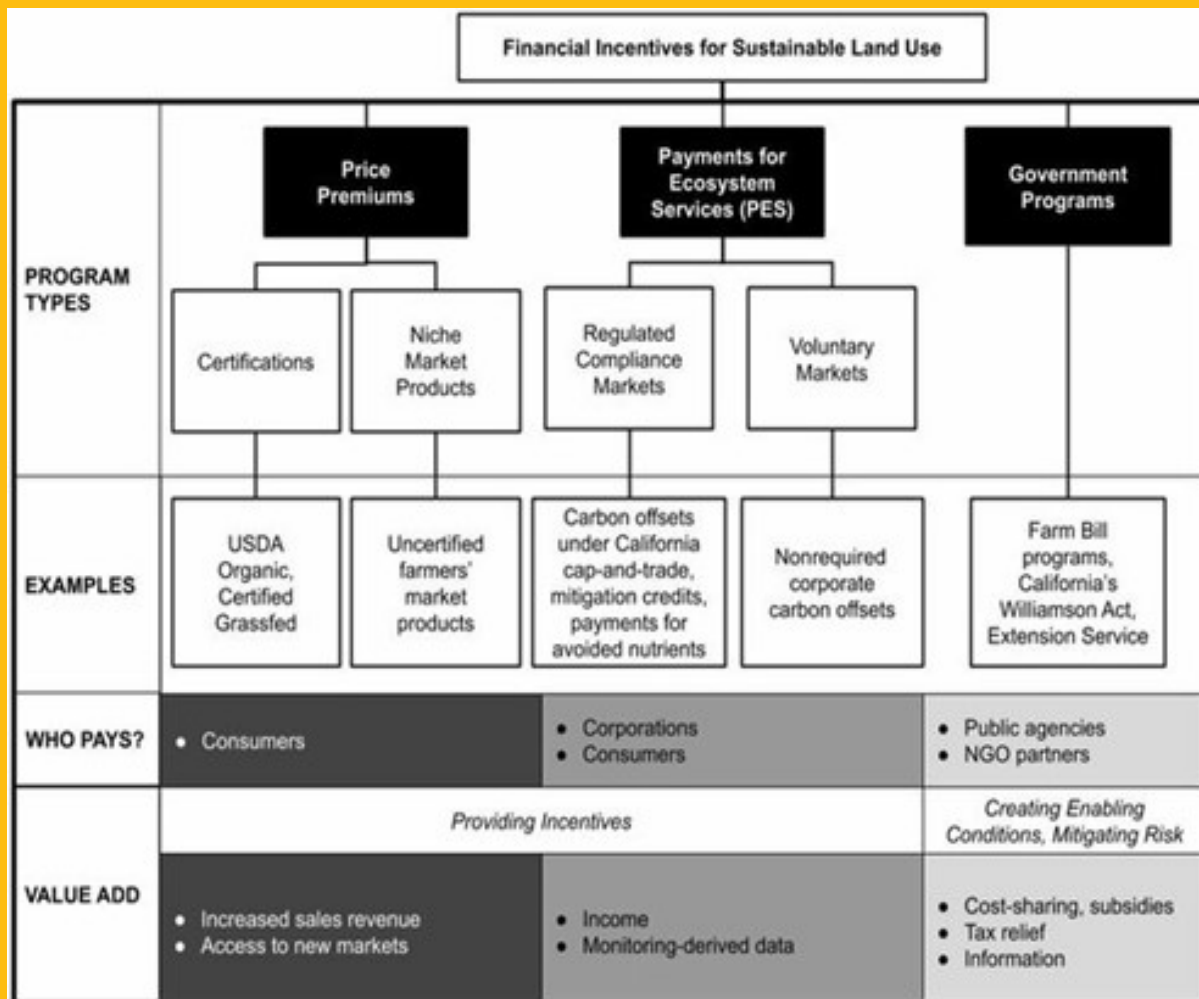 Financial Incentives for Sustainable Land Use
Price
Premiums
Payments for
Ecosystem
Services (PES)
Government
Programs
PROGRAM
TYPES
Certifications
Niche
Market
Products
Regulated
Compliance
Markets
Voluntary
Markets
EXAMPLES
USDA
Organic,
Certified
Grassfed
Uncertified
farmers'
market
products
Carbon offsets
under California
cap-and-trade,
mitigation credits,
payments for
avoided nutrients
Nonrequired
corporate
carbon offsets
Farm Bill
programs,
California's
Williamson Act,
Extension Service
WHO PAYS?
● Consumers
● Corporations
● Consumers
● Public agencies
● NGO partners
VALUE ADD
Providing Incentives
Creating Enabling
Conditions, Mitigating Risk
● Increased sales revenue
● Access to new markets
● Income
● Monitoring-derived data
● Cost-sharing, subsidies
● Tax relief
● Information